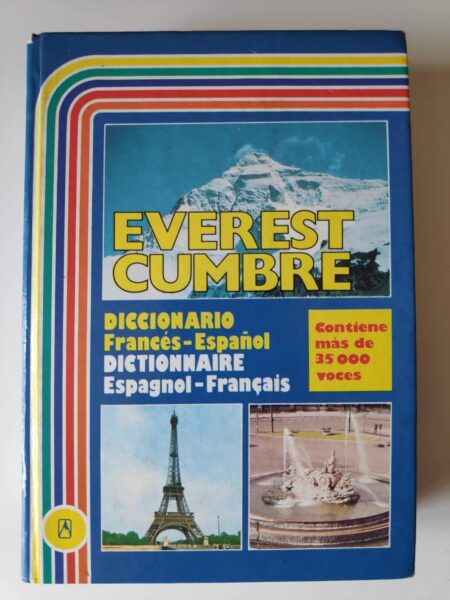 EVEREST
CUMBRE
DICCIONARIO
Francés-Español
DICTIONNAIRE
Espagnol-Français
Contiene
más de
35 000
voces